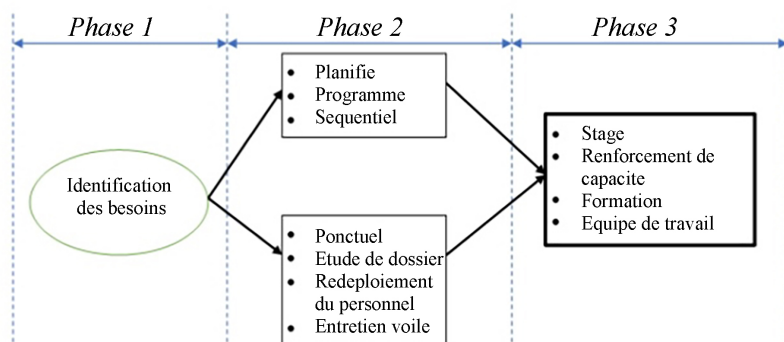 Phase 1
Phase 2
Phase 3
Identification
des besoins
• Planifie
• Programme
• Sequentiel
• Ponctuel
• Etude de dossier
• Redeploiement
du personnel
• Entretien voile
• Stage
• Renforcement de
capacite
• Formation
• Equipe de travail